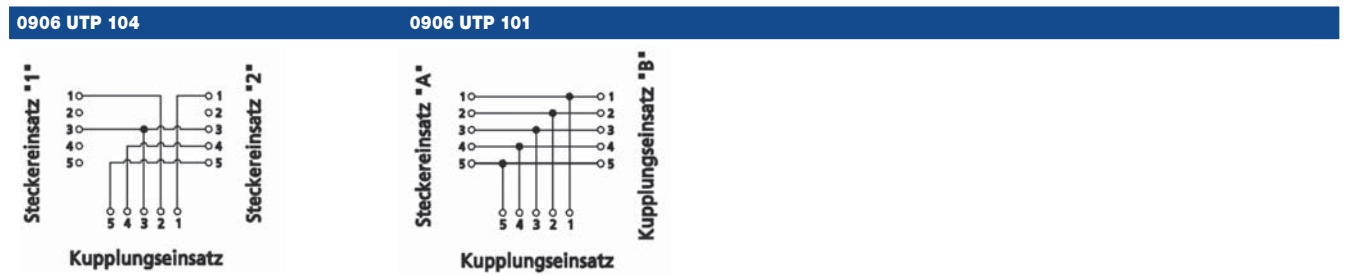 0906 UTP 104
0906 UTP 101
Steckereinsatz "1"
1
2
3
4
5
1
2
3
4
5
Steckereinsatz "2"
5 4 3 2 1
Kupplungseinsatz
Steckereinsatz "A"
1
2
3
4
5
1
2
3
4
5
Kupplungseinsatz "B"
5 4 3 2 1
Kupplungseinsatz